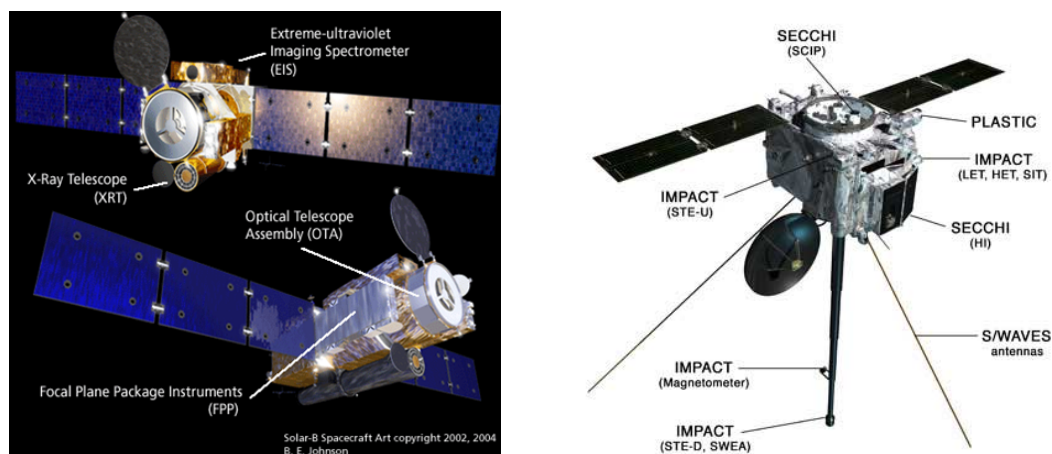 Extreme-ultraviolet
Imaging Spectrometer
(EIS)
X-Ray Telescope
(XRT)
Optical Telescope
Assembly (OTA)
Focal Plane Package Instruments
(FPP)
Solar-B Spacecraft Art copyright 2002, 2004
B. E. Johnson
SECCHI
(SCIP)
PLASTIC
IMPACT
(LET, HET, SIT)
IMPACT
(STE-U)
SECCHI
(HI)
S/WAVES
antennas
IMPACT
(Magnetometer)
IMPACT
(STE-D, SWEA)